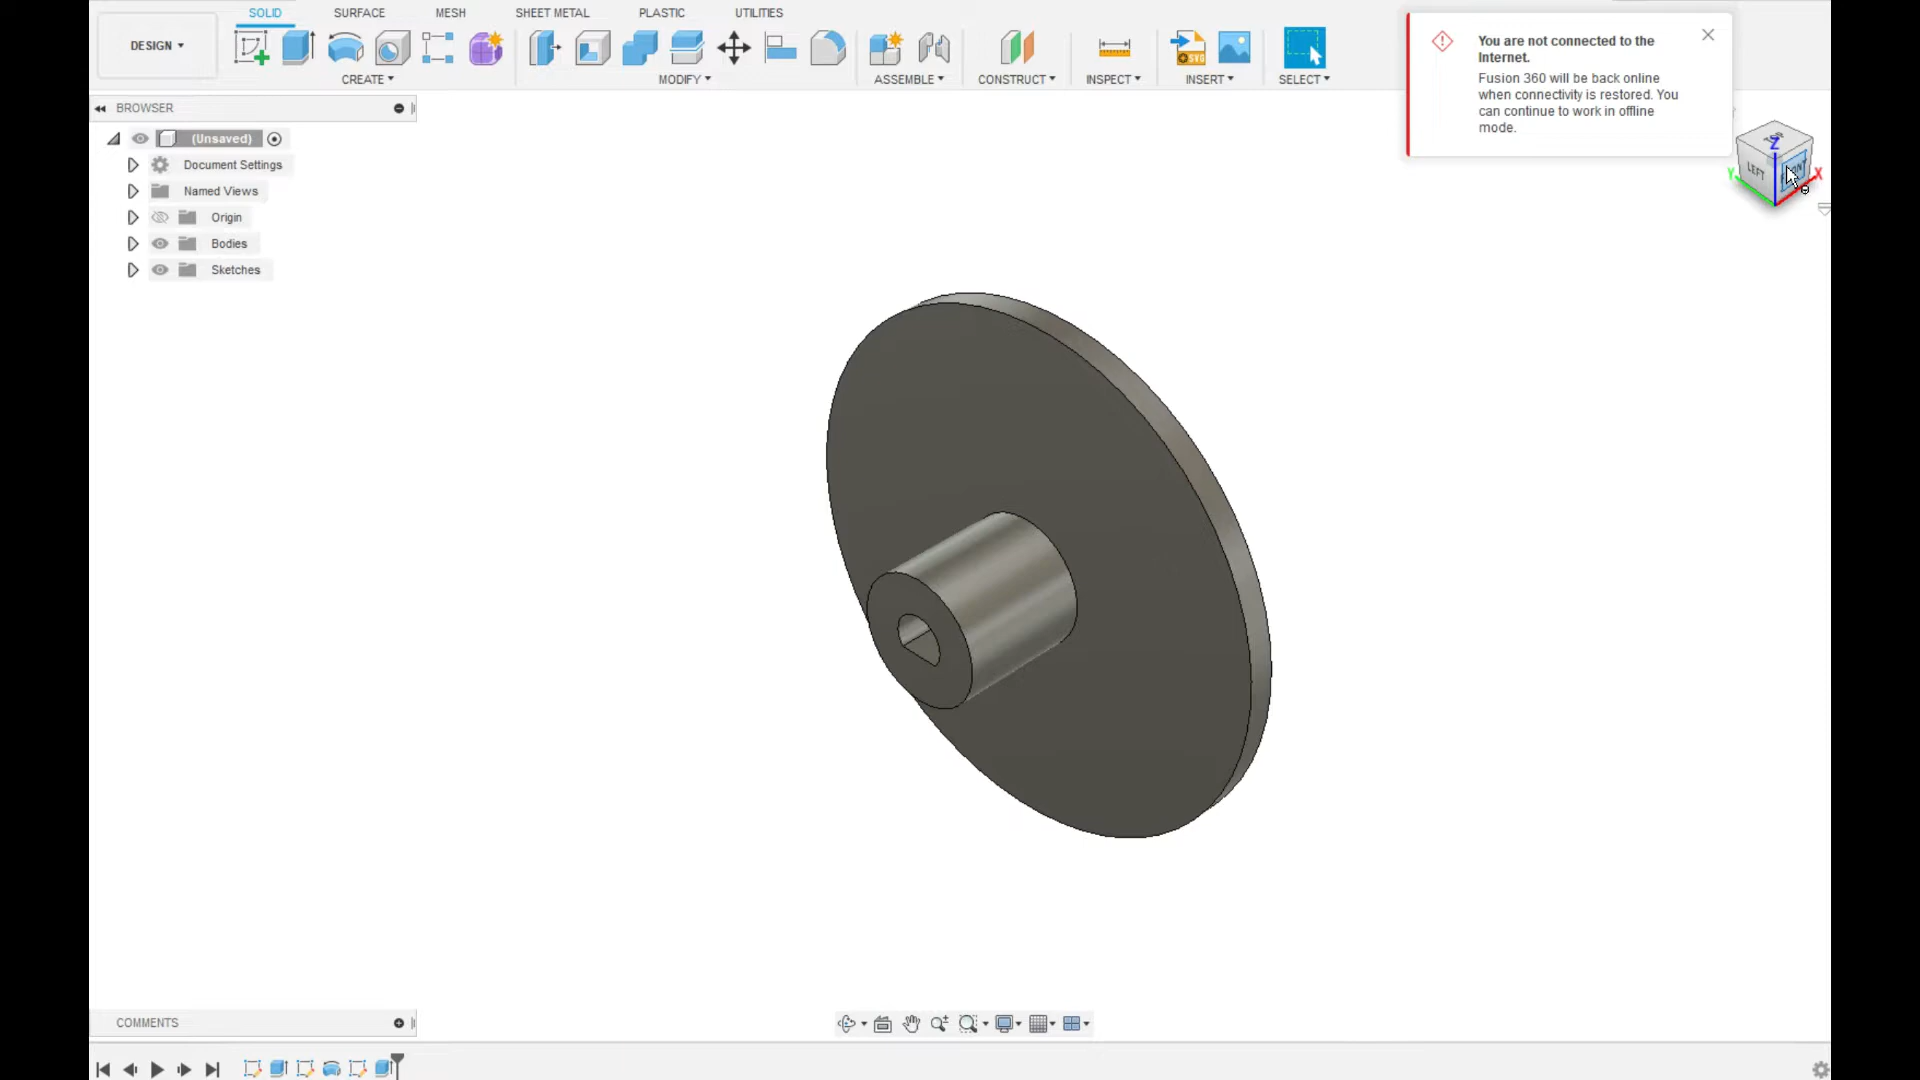 SOLID SURFACE MESH SHEET METAL PLASTIC UTILITIES
DESIGN ▾
CREATE ▾ MODIFY ▾ ASSEMBLE ▾ CONSTRUCT ▾ INSPECT ▾ INSERT ▾ SELECT ▾
SVG
You are not connected to the
Internet.
Fusion 360 will be back online
when connectivity is restored. You
can continue to work in offline
mode.
BROWSER
(Unsaved)
Document Settings
Named Views
Origin
Bodies
Sketches
Z
LEFT
Y
X
COMMENTS